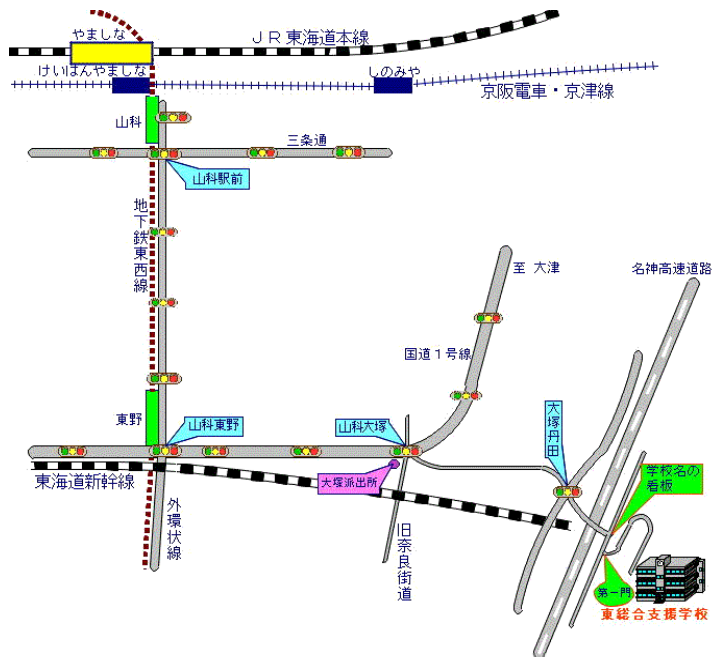 やましな
ＪＲ東海道本線
けいはんやましな
しのみや
京阪電車・京津線
山科
三条通
山科駅前
地下鉄東西線
至 大津
名神高速道路
国道１号線
東野
山科東野
山科大塚
大塚丹田
学校名の
看板
東海道新幹線
大塚派出所
外環状線
旧奈良街道
第一門
東総合支援学校